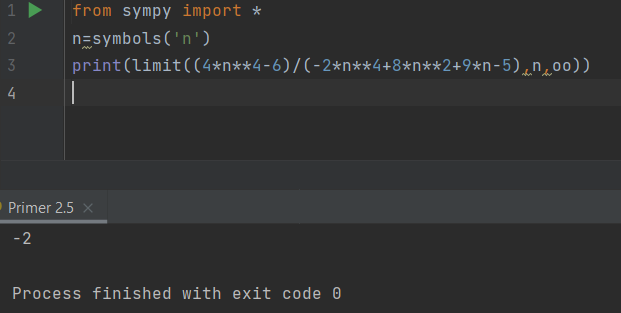 1 from sympy import *
2 n=symbols('n')
3 print(limit((4*n**4-6)/(-2*n**4+8*n**2+9*n-5),n,oo))
4
Primer 2.5 ×
-2
Process finished with exit code 0